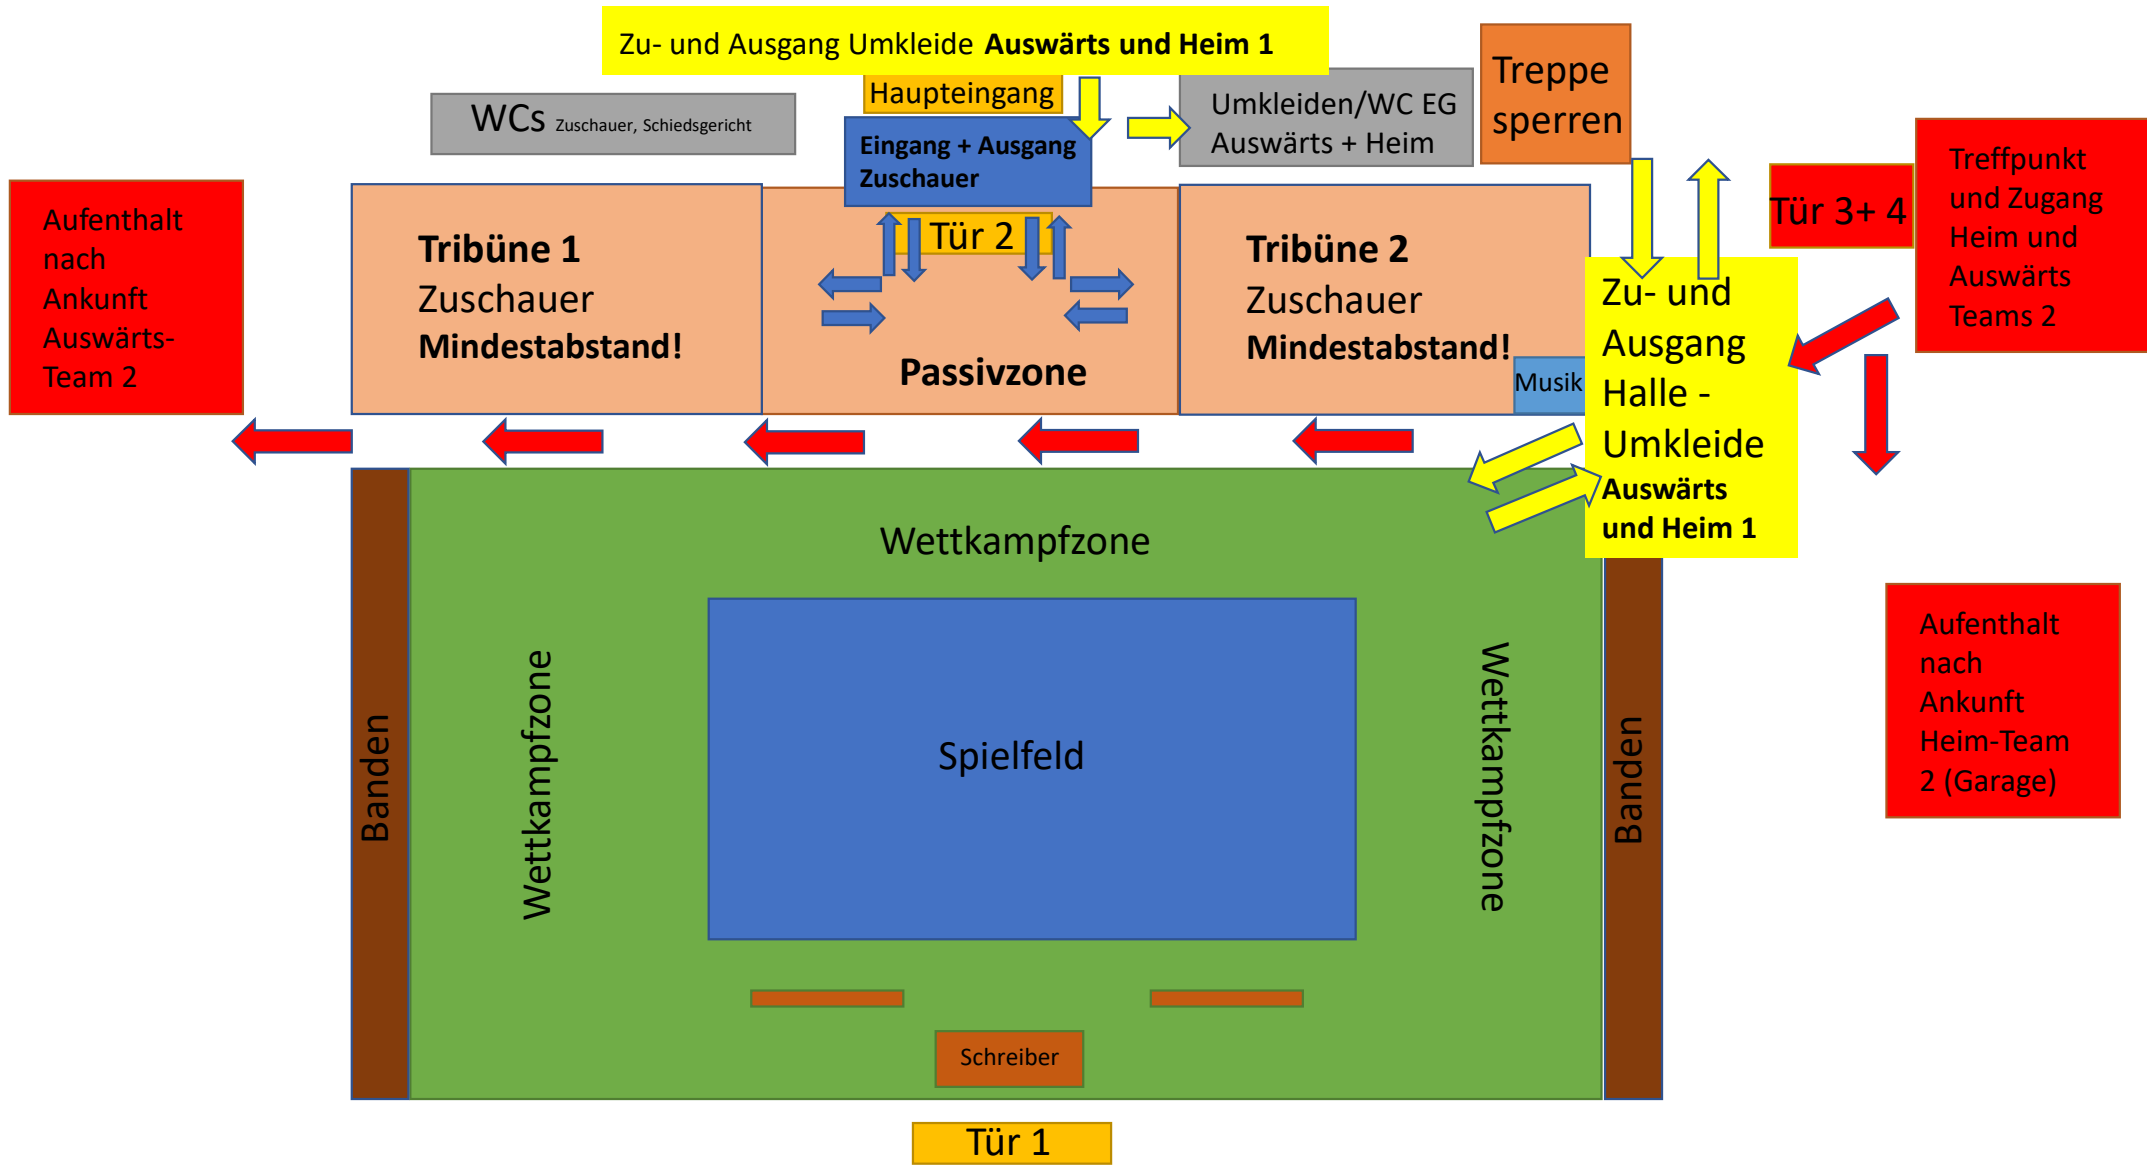 Zu- und Ausgang Umkleide Auswärts und Heim 1
Haupteingang
WCs Zuschauer, Schiedsgericht
Eingang + Ausgang
Zuschauer
Umkleiden/WC EG
Auswärts + Heim
Treppe
sperren
Tür 3+ 4
Treffpunkt
und Zugang
Heim und
Auswärts
Teams 2
Aufenthalt
nach
Ankunft
Auswärts-
Team 2
Tribüne 1
Zuschauer
Mindestabstand!
Tür 2
Passivzone
Tribüne 2
Zuschauer
Mindestabstand!
Musik
Zu- und
Ausgang
Halle -
Umkleide
Auswärts
und Heim 1
Wettkampfzone
Wettkampfzone
Wettkampfzone
Spielfeld
Banden
Banden
Aufenthalt
nach
Ankunft
Heim-Team
2 (Garage)
Schreiber
Tür 1